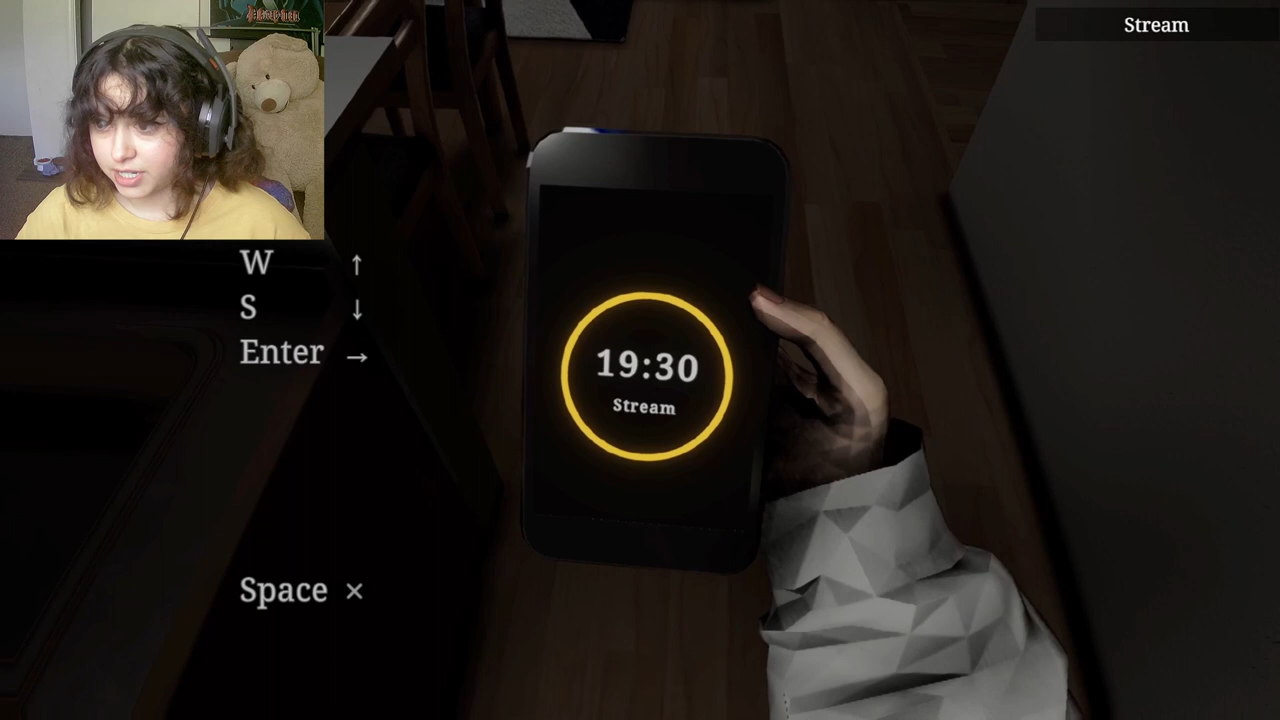 Stream
W ↑
S ↓
Enter →
19:30
Stream
Space ×